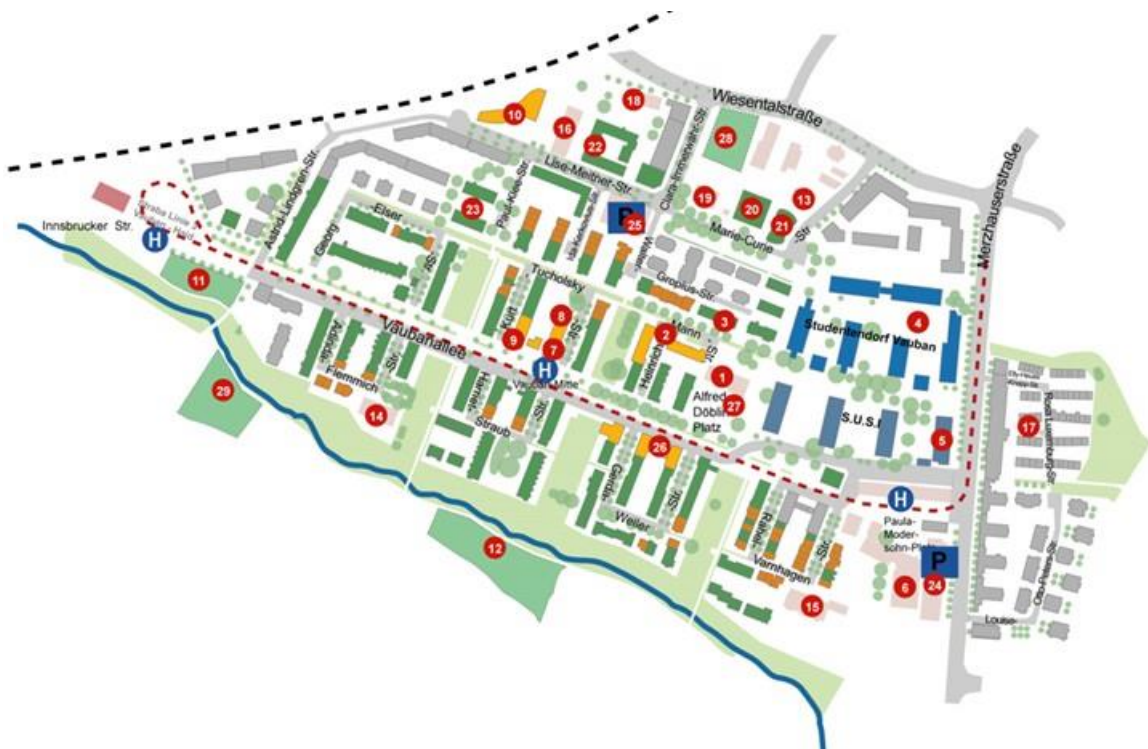 Wiesentalstraße
18
10
16
22
28
Clara-Immerwahr-Str.
Lise-Meitner-Str.
Merzhauserstraße
Astrid-Lindgren-Str.
Paul-Klee-Str.
19
20
13
21
-Str
Marie-Curie
Innsbrucker Str.
H
Georg
-Elser
-Str.
23
P
25
Walter-
Gropius-Str.
11
Tucholsky
Kurt
-Str.
8
9
7
H
Vauban-Mitte
Vaubanallee
Mann
-Str.
2
3
Heinrich
1
Alfred
Döblin
Platz
27
4
Studentendorf Vauban
S.U.S.I
5
17
Rosa Luxemburg-Str
29
Adinda-
Flemmich
-Str.
14
Harriet-
Straub
-Str.
26
Gerda-
Weiler
-Str.
12
Rahel-
Varnhagen
-Str.
15
H
Paula-
Moder-
sohn-Platz
P
6
24
Louise-
Otto-Peters-Str.